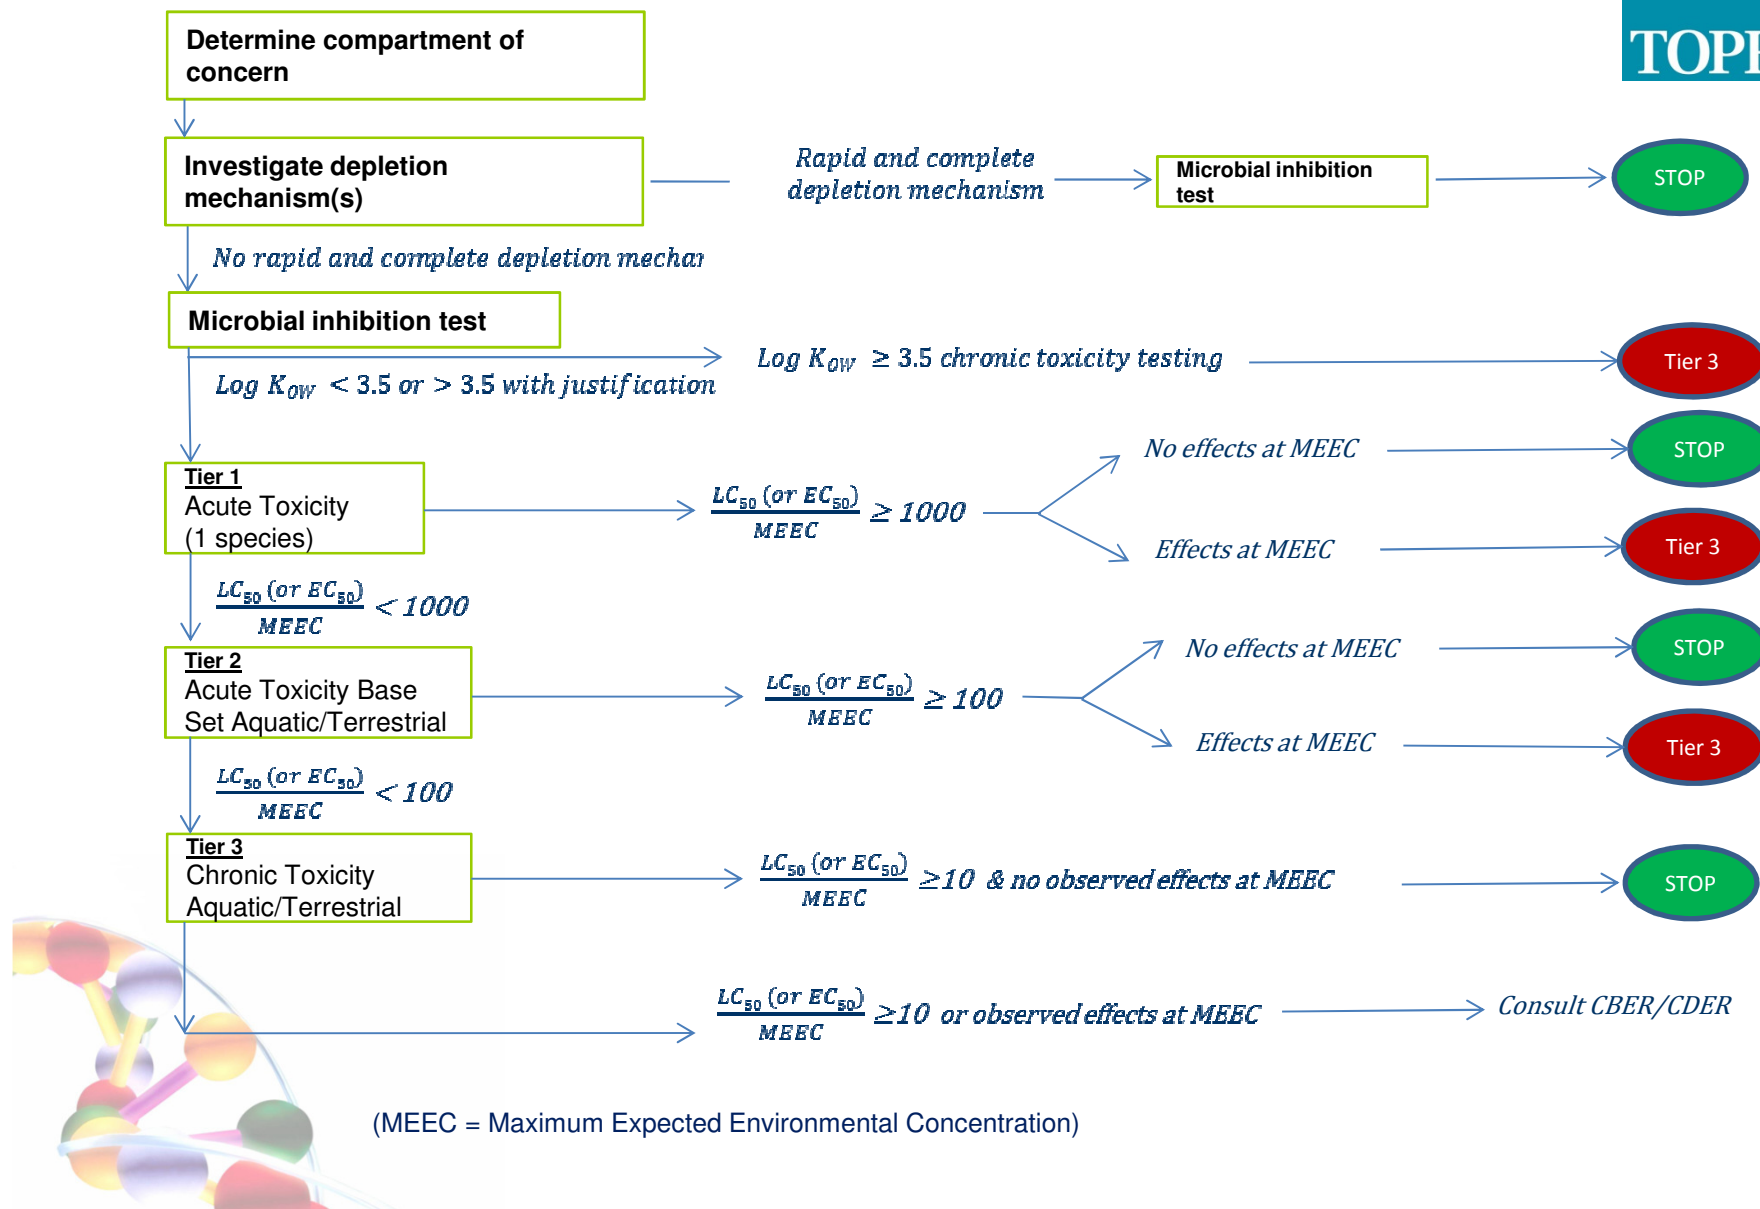 TOP
Determine compartment of
concern
Investigate depletion
mechanism(s)
Rapid and complete
depletion mechanism
Microbial inhibition
test
STOP
No rapid and complete depletion
Microbial inhibition test
Log K_OW ≥ 3.5 chronic toxicity testing
Tier 3
Log K_OW < 3.5 or > 3.5 with justification
Tier 1
Acute Toxicity
(1 species)
LC₅₀ (or EC₅₀)
MEEC
≥ 1000
No effects at MEEC
STOP
Effects at MEEC
Tier 3
LC₅₀ (or EC₅₀)
MEEC
< 1000
Tier 2
Acute Toxicity Base
Set Aquatic/Terrestrial
LC₅₀ (or EC₅₀)
MEEC
≥ 100
No effects at MEEC
STOP
Effects at MEEC
Tier 3
LC₅₀ (or EC₅₀)
MEEC
< 100
Tier 3
Chronic Toxicity
Aquatic/Terrestrial
LC₅₀ (or EC₅₀)
MEEC
≥10 & no observed effects at MEEC
STOP
LC₅₀ (or EC₅₀)
MEEC
≥10 or observed effects at MEEC
Consult CBER/CDER
(MEEC = Maximum Expected Environmental Concentration)